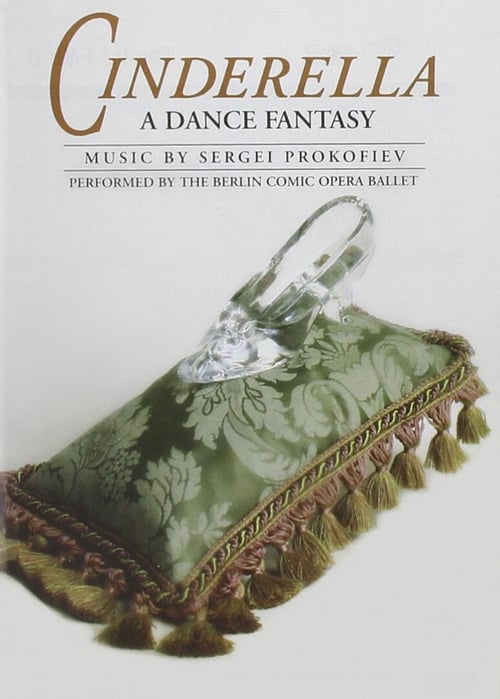 CINDERELLA
A DANCE FANTASY
MUSIC BY SERGEI PROKOFIEV
PERFORMED BY THE BERLIN COMIC OPERA BALLET